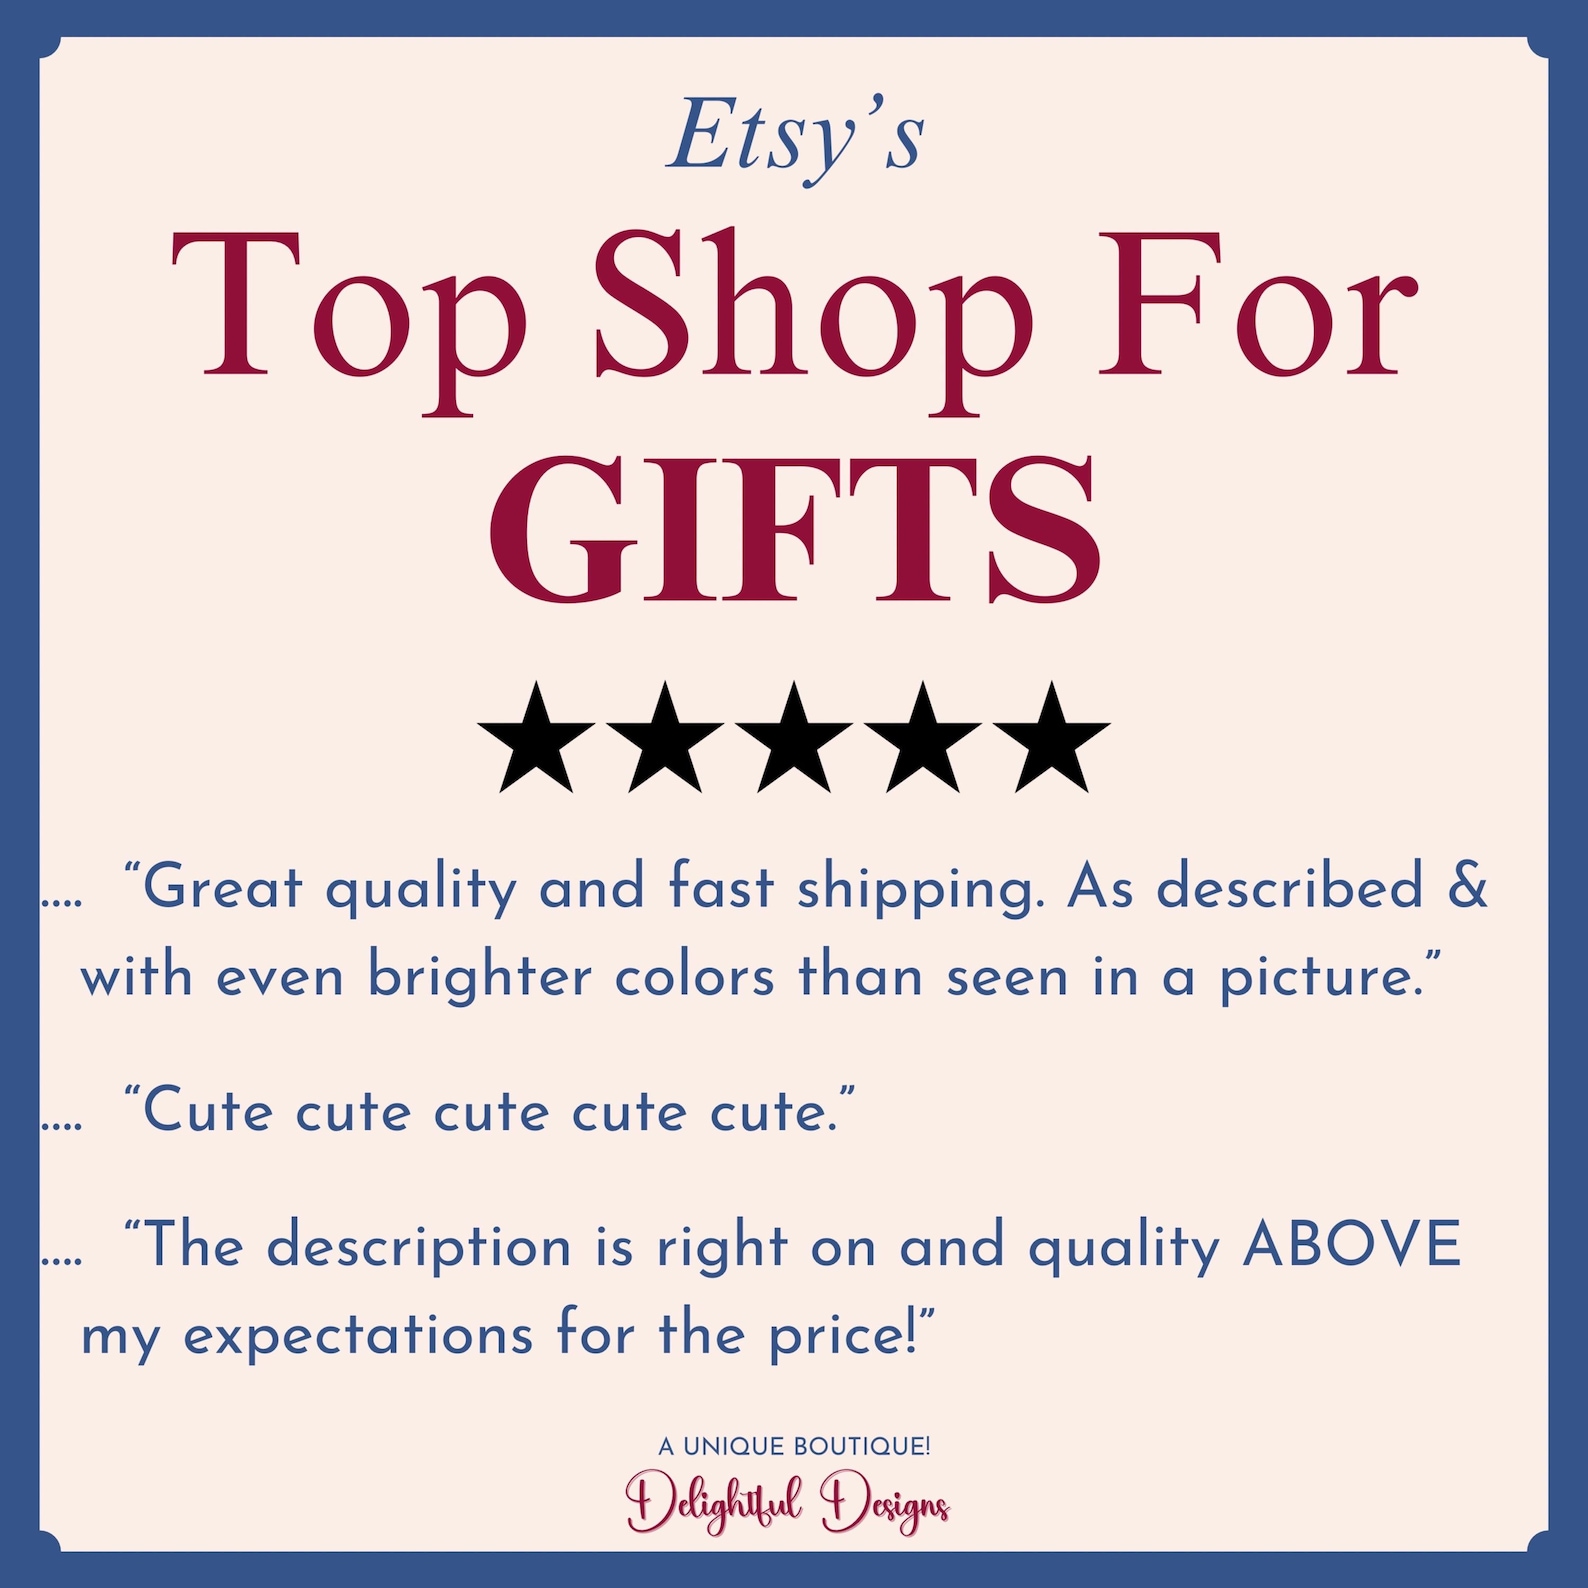 Etsy’s
Top Shop For
GIFTS
★★★★★
.... “Great quality and fast shipping. As described &
with even brighter colors than seen in a picture.”
.... “Cute cute cute cute cute.”
.... “The description is right on and quality ABOVE
my expectations for the price!”
A UNIQUE BOUTIQUE!
Delightful Designs